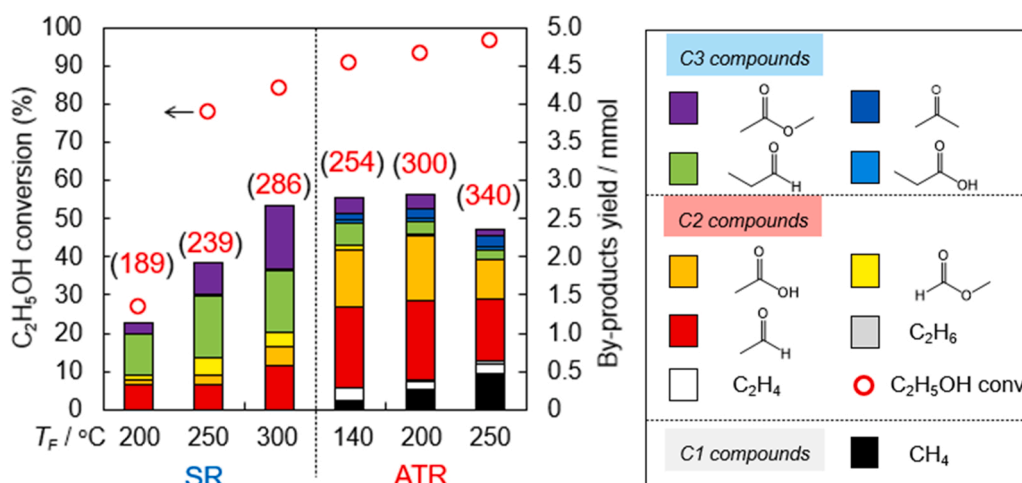 C₂H₅OH conversion (%)
100
90
80
70
60
50
40
30
20
10
0
(189)
(239)
(286)
(254)
(300)
(340)
5.0
4.5
4.0
3.5
3.0
2.5
2.0
1.5
1.0
0.5
0
By-products yield / mmol
T_F / °C 200 250 300 140 200 250
SR ATR
C3 compounds
O
O
O
O
H
O
OH
C2 compounds
O
OH
O
H
O
O
H
C₂H₆
C₂H₄
C₂H₅OH conv
C1 compounds
CH₄